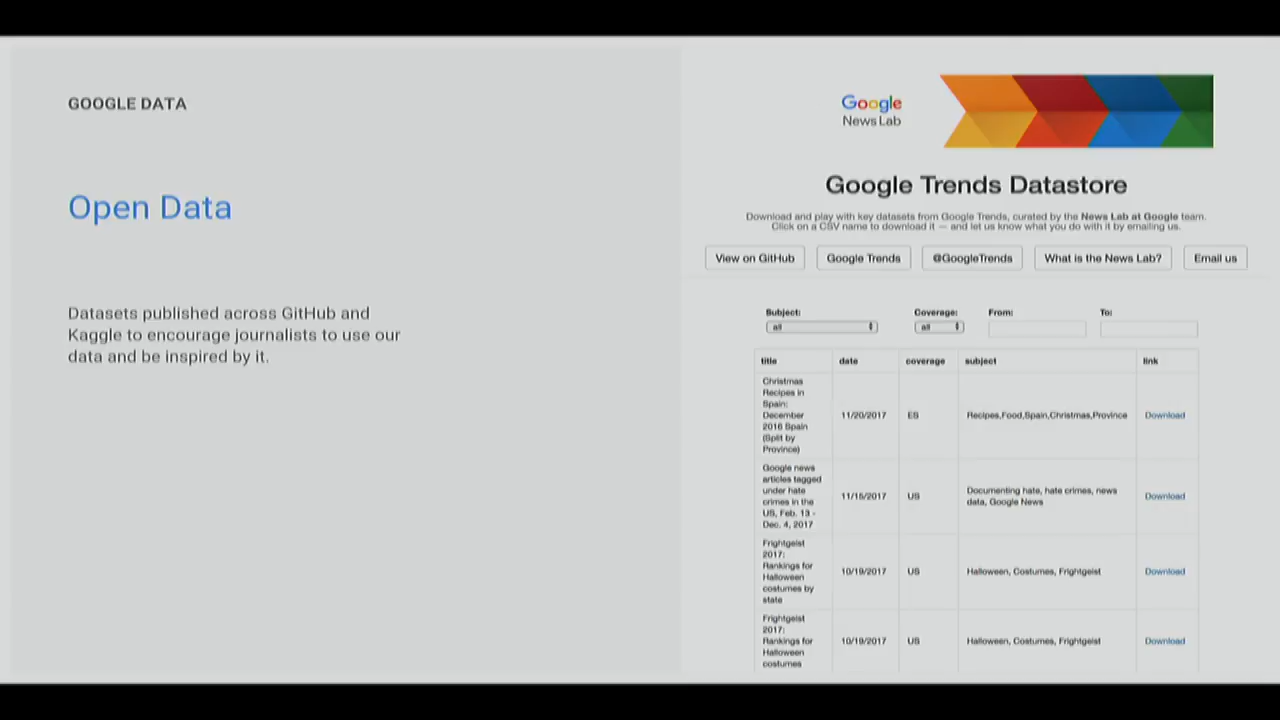 GOOGLE DATA
Open Data
Datasets published across GitHub and
Kaggle to encourage journalists to use our
data and be inspired by it.
Google
News Lab
Google Trends Datastore
Download and play with key datasets from Google Trends, curated by the News Lab at Google team.
Click on a CSV name to download it — and let us know what you do with it by emailing us.
View on GitHub Google Trends @GoogleTrends What is the News Lab? Email us
Subject: Coverage: From: To:
all all
title date coverage subject link
Christmas
Recipes in
Spain:
December
2016 Spain
(Split by
Province)
11/20/2017 ES Recipes,Food,Spain,Christmas,Province Download
Google news
articles tagged
under hate
crimes in the
US, Feb. 13 -
Dec. 4, 2017
11/15/2017 US Documenting hate, hate crimes, news
data, Google News
Download
Frightgeist
2017:
Rankings for
Halloween
costumes by
state
10/19/2017 US Halloween, Costumes, Frightgeist Download
Frightgeist
2017:
Rankings for
Halloween
costumes
10/19/2017 US Halloween, Costumes, Frightgeist Download